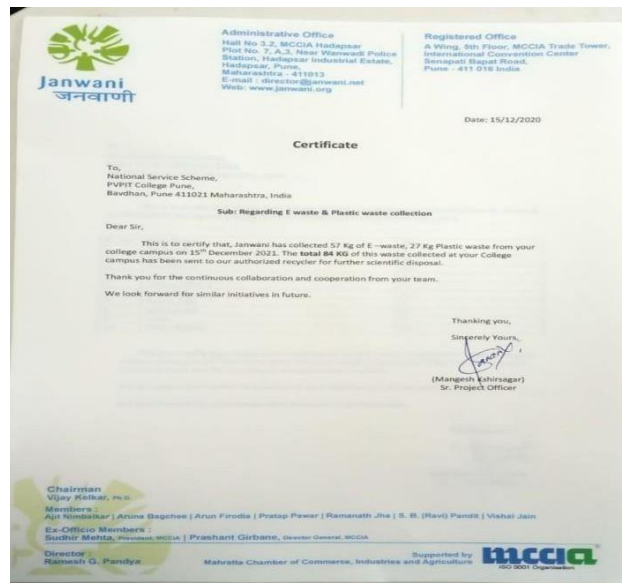 Janwani
जनवाणी
Administrative Office
Hall No 3.2, MCCIA Hadapsar
Plot No. 7, A.3, Near Wanwadi Police
Station, Hadapsar Industrial Estate,
Hadapsar, Pune,
Maharashtra - 411013
E-mail : director@janwani.net
Web: www.janwani.org
Registered Office
A Wing, 5th Floor, MCCIA Trade Tower,
International Convention Center
Senapati Bapat Road,
Pune - 411 016 India
Date: 15/12/2020
Certificate
To,
National Service Scheme,
PVPIT College Pune,
Bavdhan, Pune 411021 Maharashtra, India
Sub: Regarding E waste & Plastic waste collection
Dear Sir,
This is to certify that, Janwani has collected 57 Kg of E –waste, 27 Kg Plastic waste from your
college campus on 15th December 2021. The total 84 KG of this waste collected at your College
campus has been sent to our authorized recycler for further scientific disposal.
Thank you for the continuous collaboration and cooperation from your team.
We look forward for similar initiatives in future.
Thanking you,
Sincerely Yours,
(Mangesh Kshirsagar)
Sr. Project Officer
Chairman
Vijay Kelkar, Ph.D.
Members :
Ajit Nimbalkar | Aruna Bagchee | Arun Firodia | Pratap Pawar | Ramanath Jha | S. B. (Ravi) Pandit | Vishal Jain
Ex-Officio Members :
Sudhir Mehta, President, MCCIA | Prashant Girbane, Director General, MCCIA
Director :
Ramesh G. Pandya
Supported by
Mahratta Chamber of Commerce, Industries and Agriculture
mccia
ISO 9001 Organisation